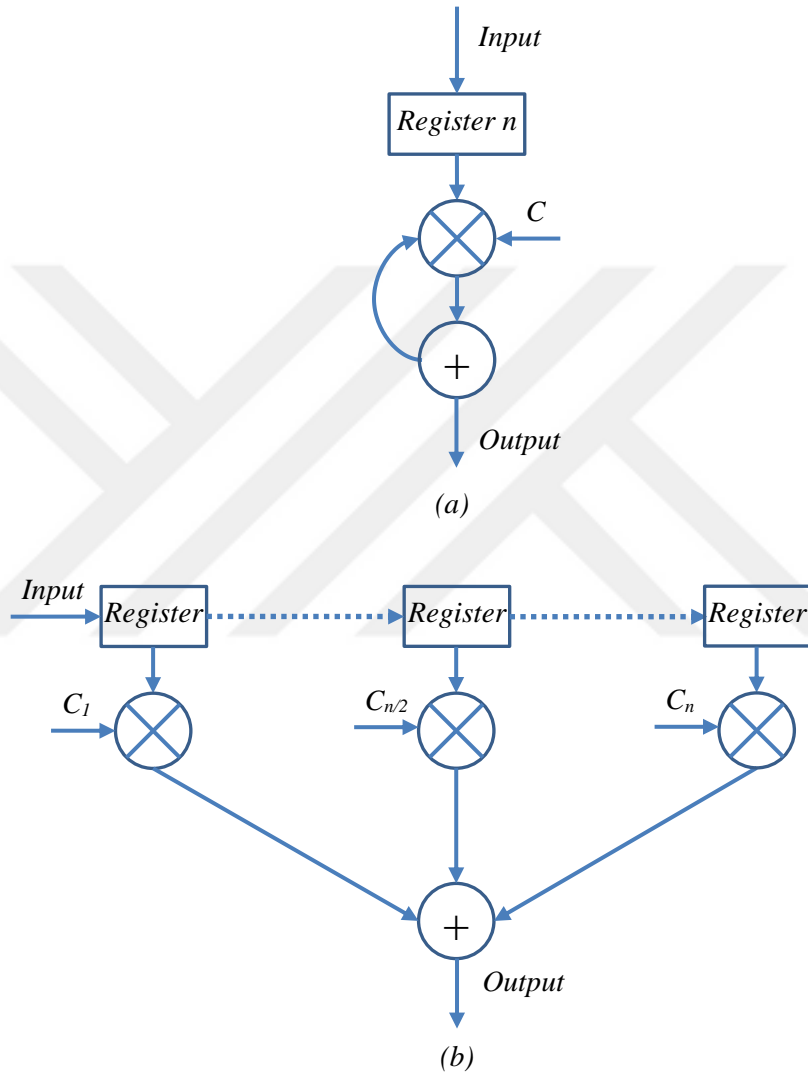 Input
Register n
C
+
Output
(a)
Input
Register Register Register
C1 Cn/2 Cn
+
Output
(b)